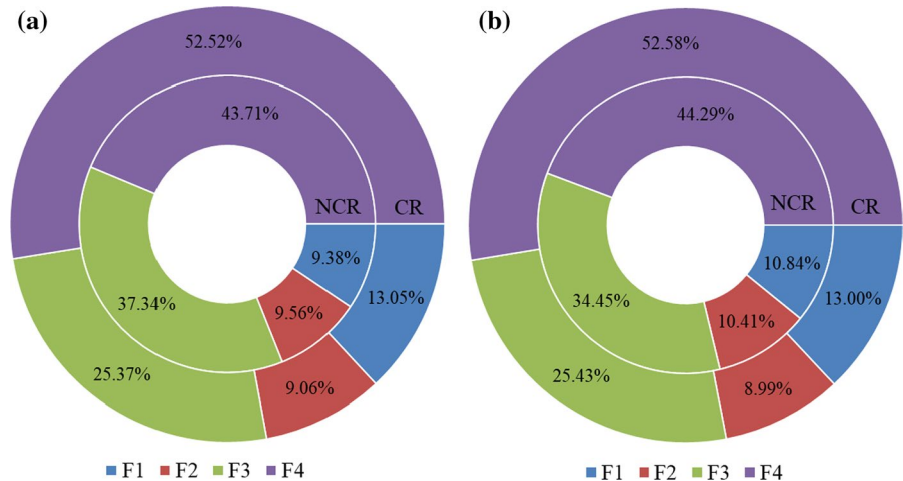 (a)
52.52%
43.71%
NCR CR
9.38%
13.05%
37.34%
9.56%
25.37%
9.06%
F1 F2 F3 F4
(b)
52.58%
44.29%
NCR CR
10.84%
13.00%
34.45%
10.41%
25.43%
8.99%
F1 F2 F3 F4